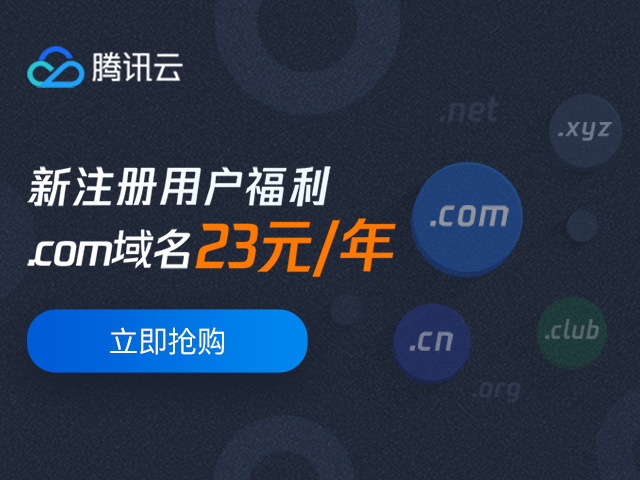 腾讯云
.net
.xyz
新注册用户福利
.com
.com域名23元/年
立即抢购
.cn
.club
.org